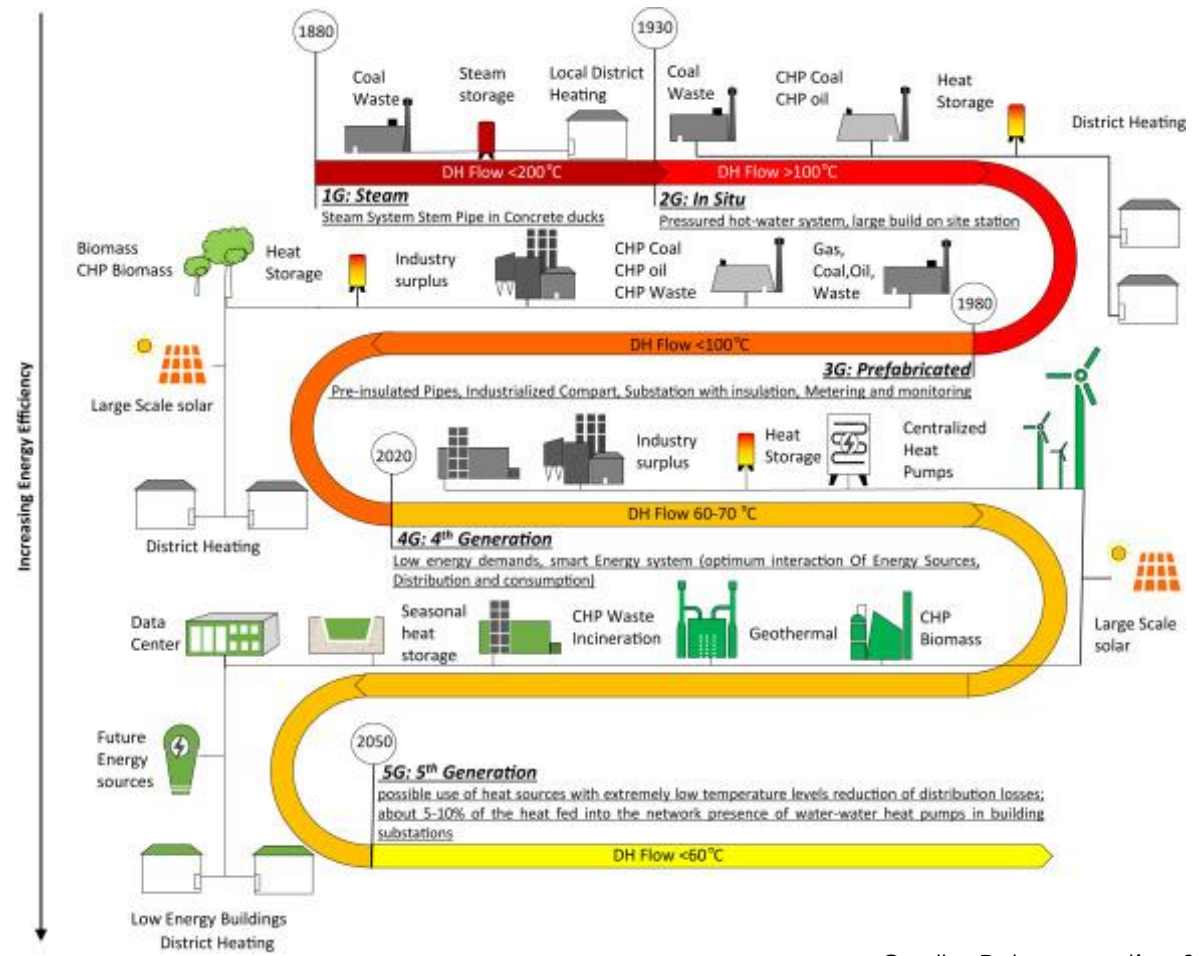 1880
1930
Coal
Waste
Steam
storage
Local District
Heating
Coal
Waste
CHP Coal
CHP oil
Heat
Storage
District Heating
DH Flow <200°C
DH Flow >100°C
1G: Steam
Steam System Stem Pipe in Concrete ducks
2G: In Situ
Pressured hot-water system, large build on site station
Biomass
CHP Biomass
Heat
Storage
Industry
surplus
CHP Coal
CHP oil
CHP Waste
Gas,
Coal,Oil,
Waste
1980
DH Flow <100°C
3G: Prefabricated
Pre-insulated Pipes, Industrialized Compart, Substation with insulation, Metering and monitoring
Large Scale solar
Increasing Energy Efficiency
2020
Industry
surplus
Heat
Storage
Centralized
Heat
Pumps
District Heating
DH Flow 60-70 °C
4G: 4th Generation
Low energy demands, smart Energy system (optimum interaction Of Energy Sources,
Distribution and consumption)
Large Scale
solar
Data
Center
Seasonal
heat
storage
CHP Waste
Incineration
Geothermal
CHP
Biomass
Future
Energy
sources
2050
5G: 5th Generation
possible use of heat sources with extremely low temperature levels reduction of distribution losses;
about 5-10% of the heat fed into the network presence of water-water heat pumps in building
substations
DH Flow <60°C
Low Energy Buildings
District Heating